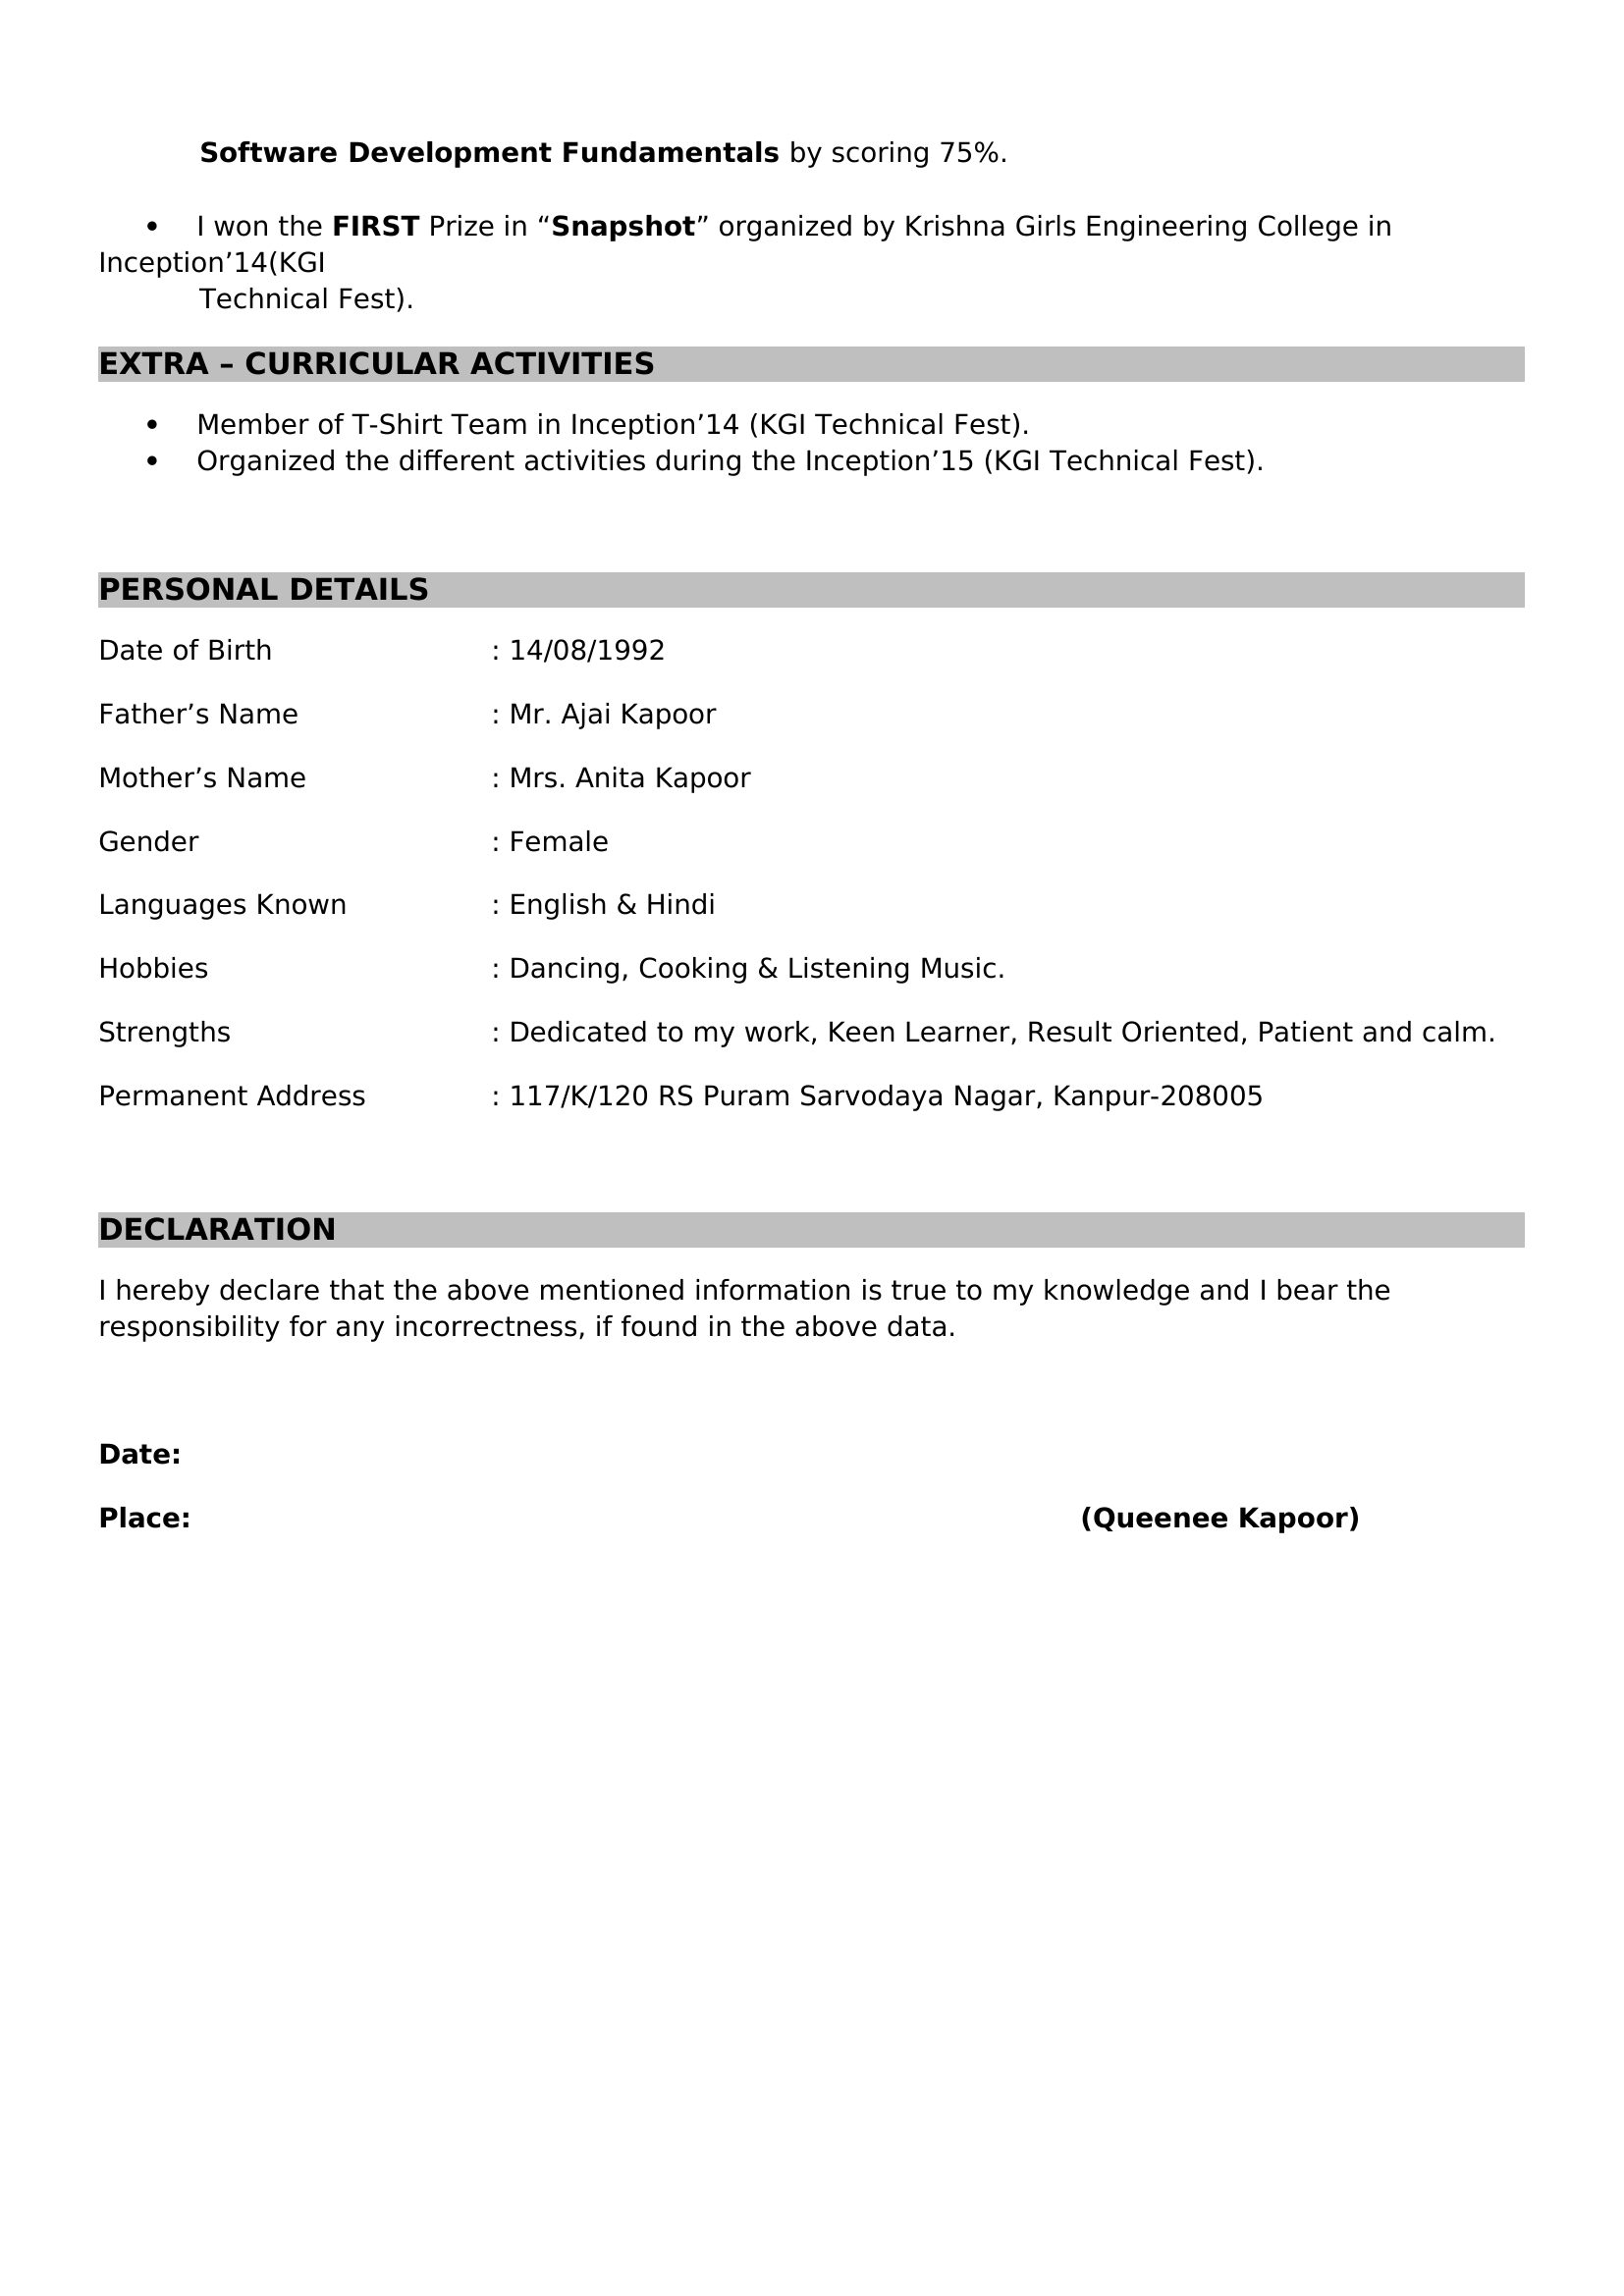 Software Development Fundamentals by scoring 75%.
• I won the FIRST Prize in “Snapshot” organized by Krishna Girls Engineering College in
Inception’14(KGI
Technical Fest).
EXTRA – CURRICULAR ACTIVITIES
• Member of T-Shirt Team in Inception’14 (KGI Technical Fest).
• Organized the different activities during the Inception’15 (KGI Technical Fest).
PERSONAL DETAILS
Date of Birth : 14/08/1992
Father’s Name : Mr. Ajai Kapoor
Mother’s Name : Mrs. Anita Kapoor
Gender : Female
Languages Known : English & Hindi
Hobbies : Dancing, Cooking & Listening Music.
Strengths : Dedicated to my work, Keen Learner, Result Oriented, Patient and calm.
Permanent Address : 117/K/120 RS Puram Sarvodaya Nagar, Kanpur-208005
DECLARATION
I hereby declare that the above mentioned information is true to my knowledge and I bear the
responsibility for any incorrectness, if found in the above data.
Date:
Place: (Queenee Kapoor)